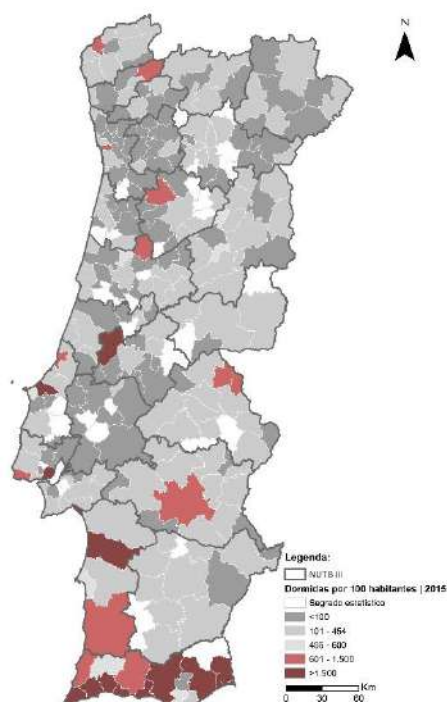 N
Legenda:
NUTS III
Dormidas por 100 habitantes | 2015
Segrado estatístico
<100
101 - 454
455 - 600
601 - 1.500
>1.500
Km
0 30 60